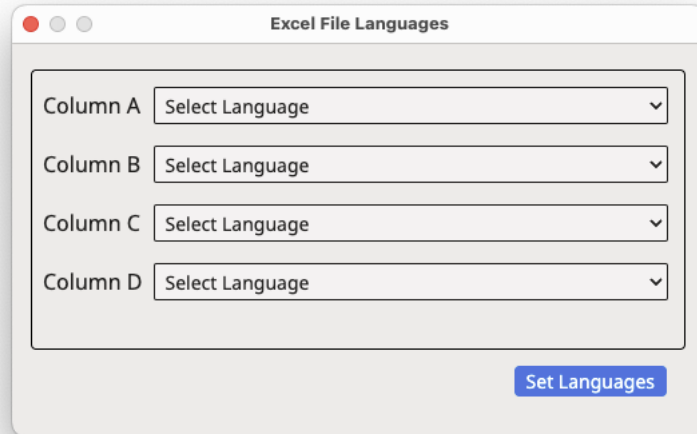 Excel File Languages
Column A Select Language
Column B Select Language
Column C Select Language
Column D Select Language
Set Languages